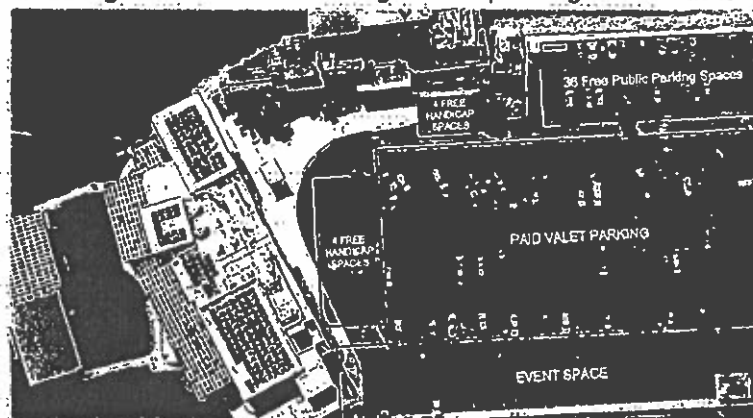 36 Free Public Parking Spaces
4 FREE
HANDICAP
SPACES
4 FREE
HANDICAP
SPACES
PAID VALET PARKING
EVENT SPACE